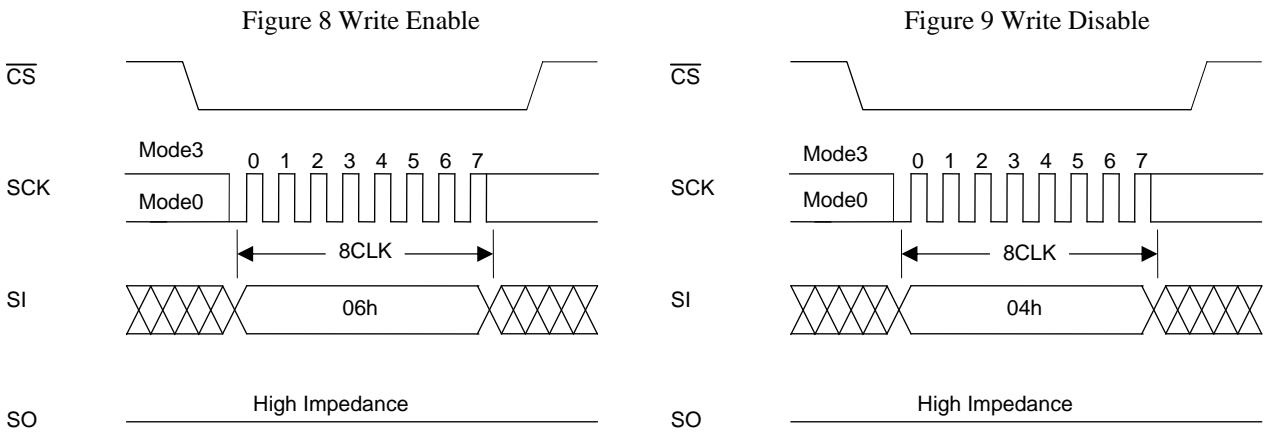 Figure 8 Write Enable
CS
Mode3
0 1 2 3 4 5 6 7
SCK
Mode0
8CLK
SI
06h
High Impedance
SO
Figure 9 Write Disable
CS
Mode3
0 1 2 3 4 5 6 7
SCK
Mode0
8CLK
SI
04h
High Impedance
SO